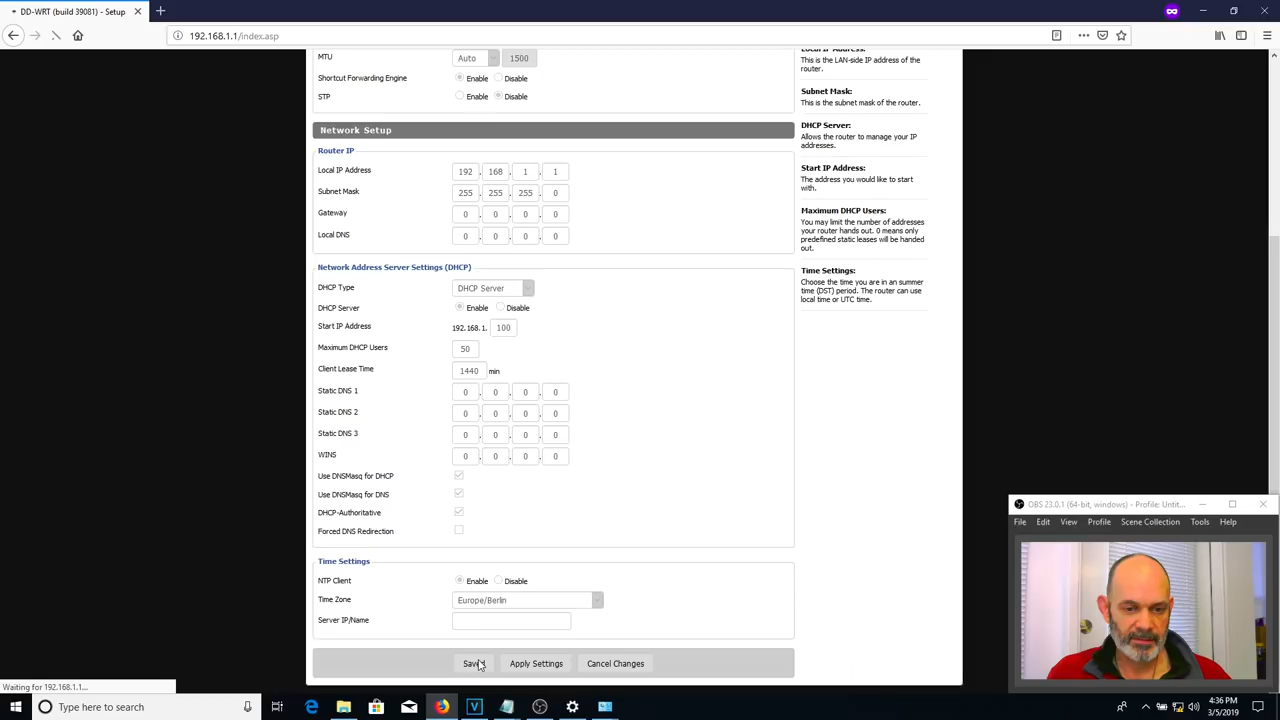 DD-WRT (build 39081) - Setup
192.168.1.1/index.asp
MTU Auto 1500
Shortcut Forwarding Engine Enable Disable
STP Enable Disable
Network Setup
Router IP
Local IP Address 192 . 168 . 1 . 1
Subnet Mask 255 . 255 . 255 . 0
Gateway 0 . 0 . 0 . 0
Local DNS 0 . 0 . 0 . 0
Network Address Server Settings (DHCP)
DHCP Type DHCP Server
DHCP Server Enable Disable
Start IP Address 192.168.1. 100
Maximum DHCP Users 50
Client Lease Time 1440 min
Static DNS 1 0 . 0 . 0 . 0
Static DNS 2 0 . 0 . 0 . 0
Static DNS 3 0 . 0 . 0 . 0
WINS 0 . 0 . 0 . 0
Use DNSMasq for DHCP
Use DNSMasq for DNS
DHCP-Authoritative
Forced DNS Redirection
Time Settings
NTP Client Enable Disable
Time Zone Europe/Berlin
Server IP/Name
Apply Settings Cancel Changes
Local IP Address:
This is the LAN-side IP address of the
router.
Subnet Mask:
This is the subnet mask of the router.
DHCP Server:
Allows the router to manage your IP
addresses.
Start IP Address:
The address you would like to start
with.
Maximum DHCP Users:
You may limit the number of addresses
your router hands out. 0 means only
predefined static leases will be handed
out.
Time Settings:
Choose the time you are in an summer
time (DST) period. The router can use
local time or UTC time.
OBS 23.0.1 (64-bit, windows) - Profile: Untit...
File Edit View Profile Scene Collection Tools Help
Waiting for 192.168.1.1...
Type here to search
4:36 PM
3/5/2019